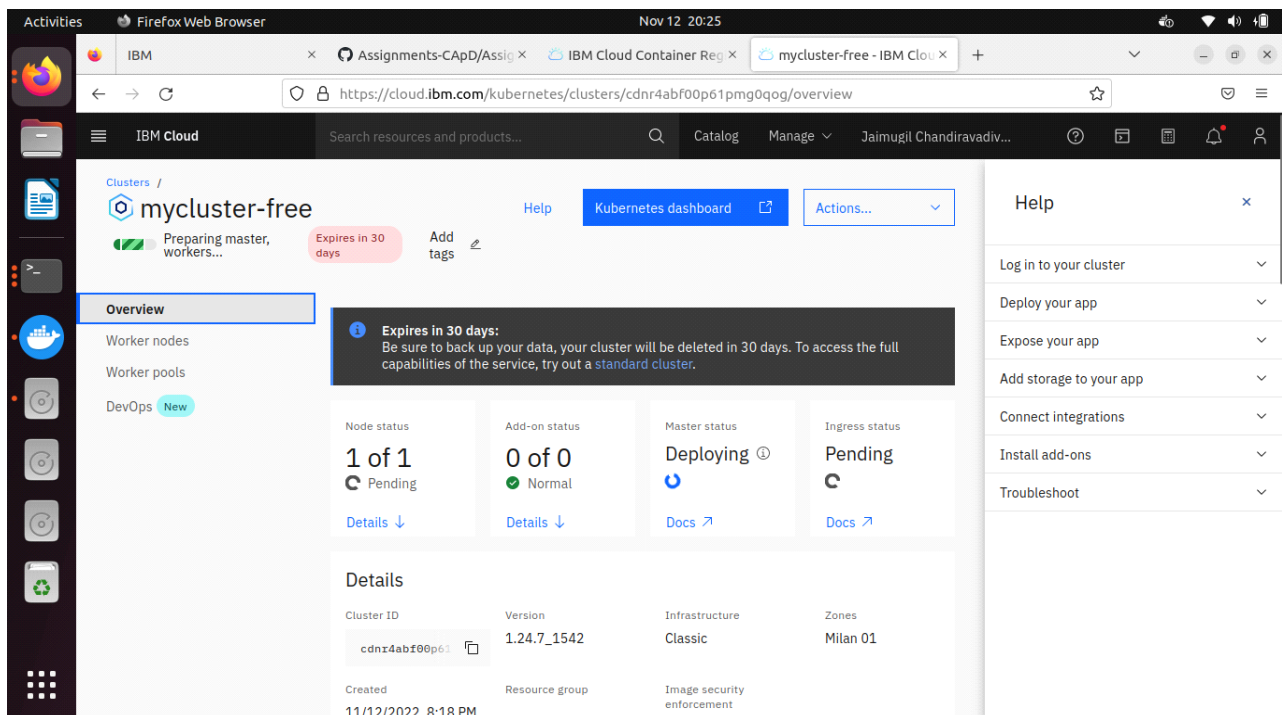 Activities
Firefox Web Browser
Nov 12 20:25
IBM
Assignments-CApD/Assig
IBM Cloud Container Reg
mycluster-free - IBM Clou
https://cloud.ibm.com/kubernetes/clusters/cdnr4abf00p61pmg0qog/overview
IBM Cloud
Search resources and products...
Catalog
Manage
Jaimugil Chandiravadiv...
Clusters /
mycluster-free
Help
Kubernetes dashboard
Actions...
Preparing master,
workers...
Expires in 30
days
Add
tags
Overview
Worker nodes
Worker pools
DevOps New
Expires in 30 days:
Be sure to back up your data, your cluster will be deleted in 30 days. To access the full
capabilities of the service, try out a standard cluster.
Node status
1 of 1
Pending
Details
Add-on status
0 of 0
Normal
Details
Master status
Deploying
Docs
Ingress status
Pending
Docs
Details
Cluster ID
cdnr4abf00p61
Version
1.24.7_1542
Infrastructure
Classic
Zones
Milan 01
Created
11/12/2022, 8:18 PM
Resource group
Image security
enforcement
Help
Log in to your cluster
Deploy your app
Expose your app
Add storage to your app
Connect integrations
Install add-ons
Troubleshoot